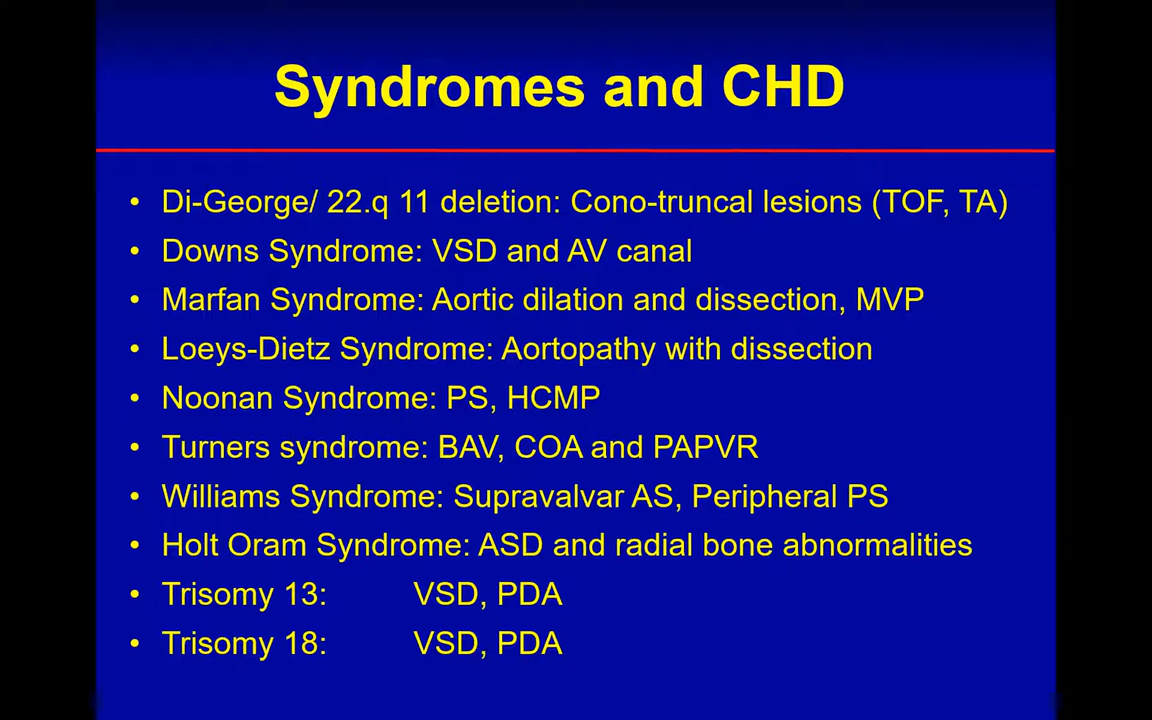 Syndromes and CHD
• Di-George/ 22.q 11 deletion: Cono-truncal lesions (TOF, TA)
• Downs Syndrome: VSD and AV canal
• Marfan Syndrome: Aortic dilation and dissection, MVP
• Loeys-Dietz Syndrome: Aortopathy with dissection
• Noonan Syndrome: PS, HCMP
• Turners syndrome: BAV, COA and PAPVR
• Williams Syndrome: Supravalvar AS, Peripheral PS
• Holt Oram Syndrome: ASD and radial bone abnormalities
• Trisomy 13: VSD, PDA
• Trisomy 18: VSD, PDA